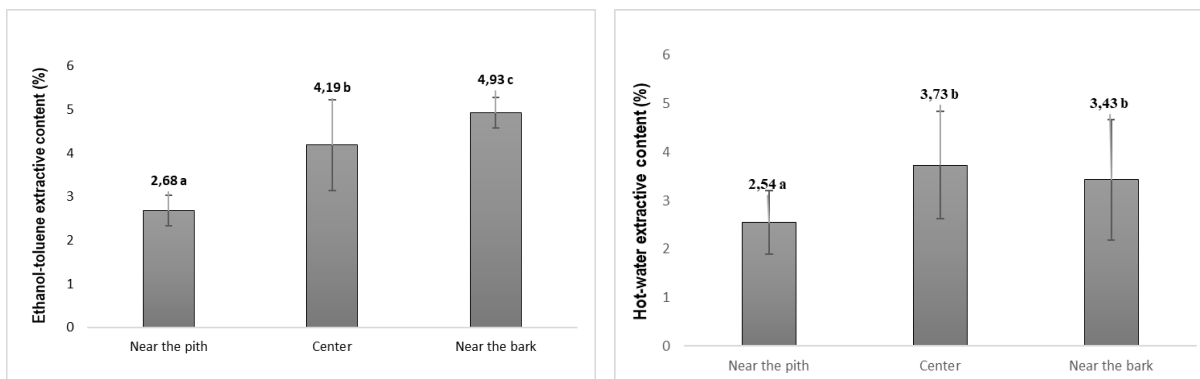 Ethanol-toluene extractive content (%)
6
5
4
3
2
1
0
2,68 a
4,19 b
4,93 c
Near the pith
Center
Near the bark
Hot-water extractive content (%)
6
5
4
3
2
1
0
2,54 a
3,73 b
3,43 b
Near the pith
Center
Near the bark